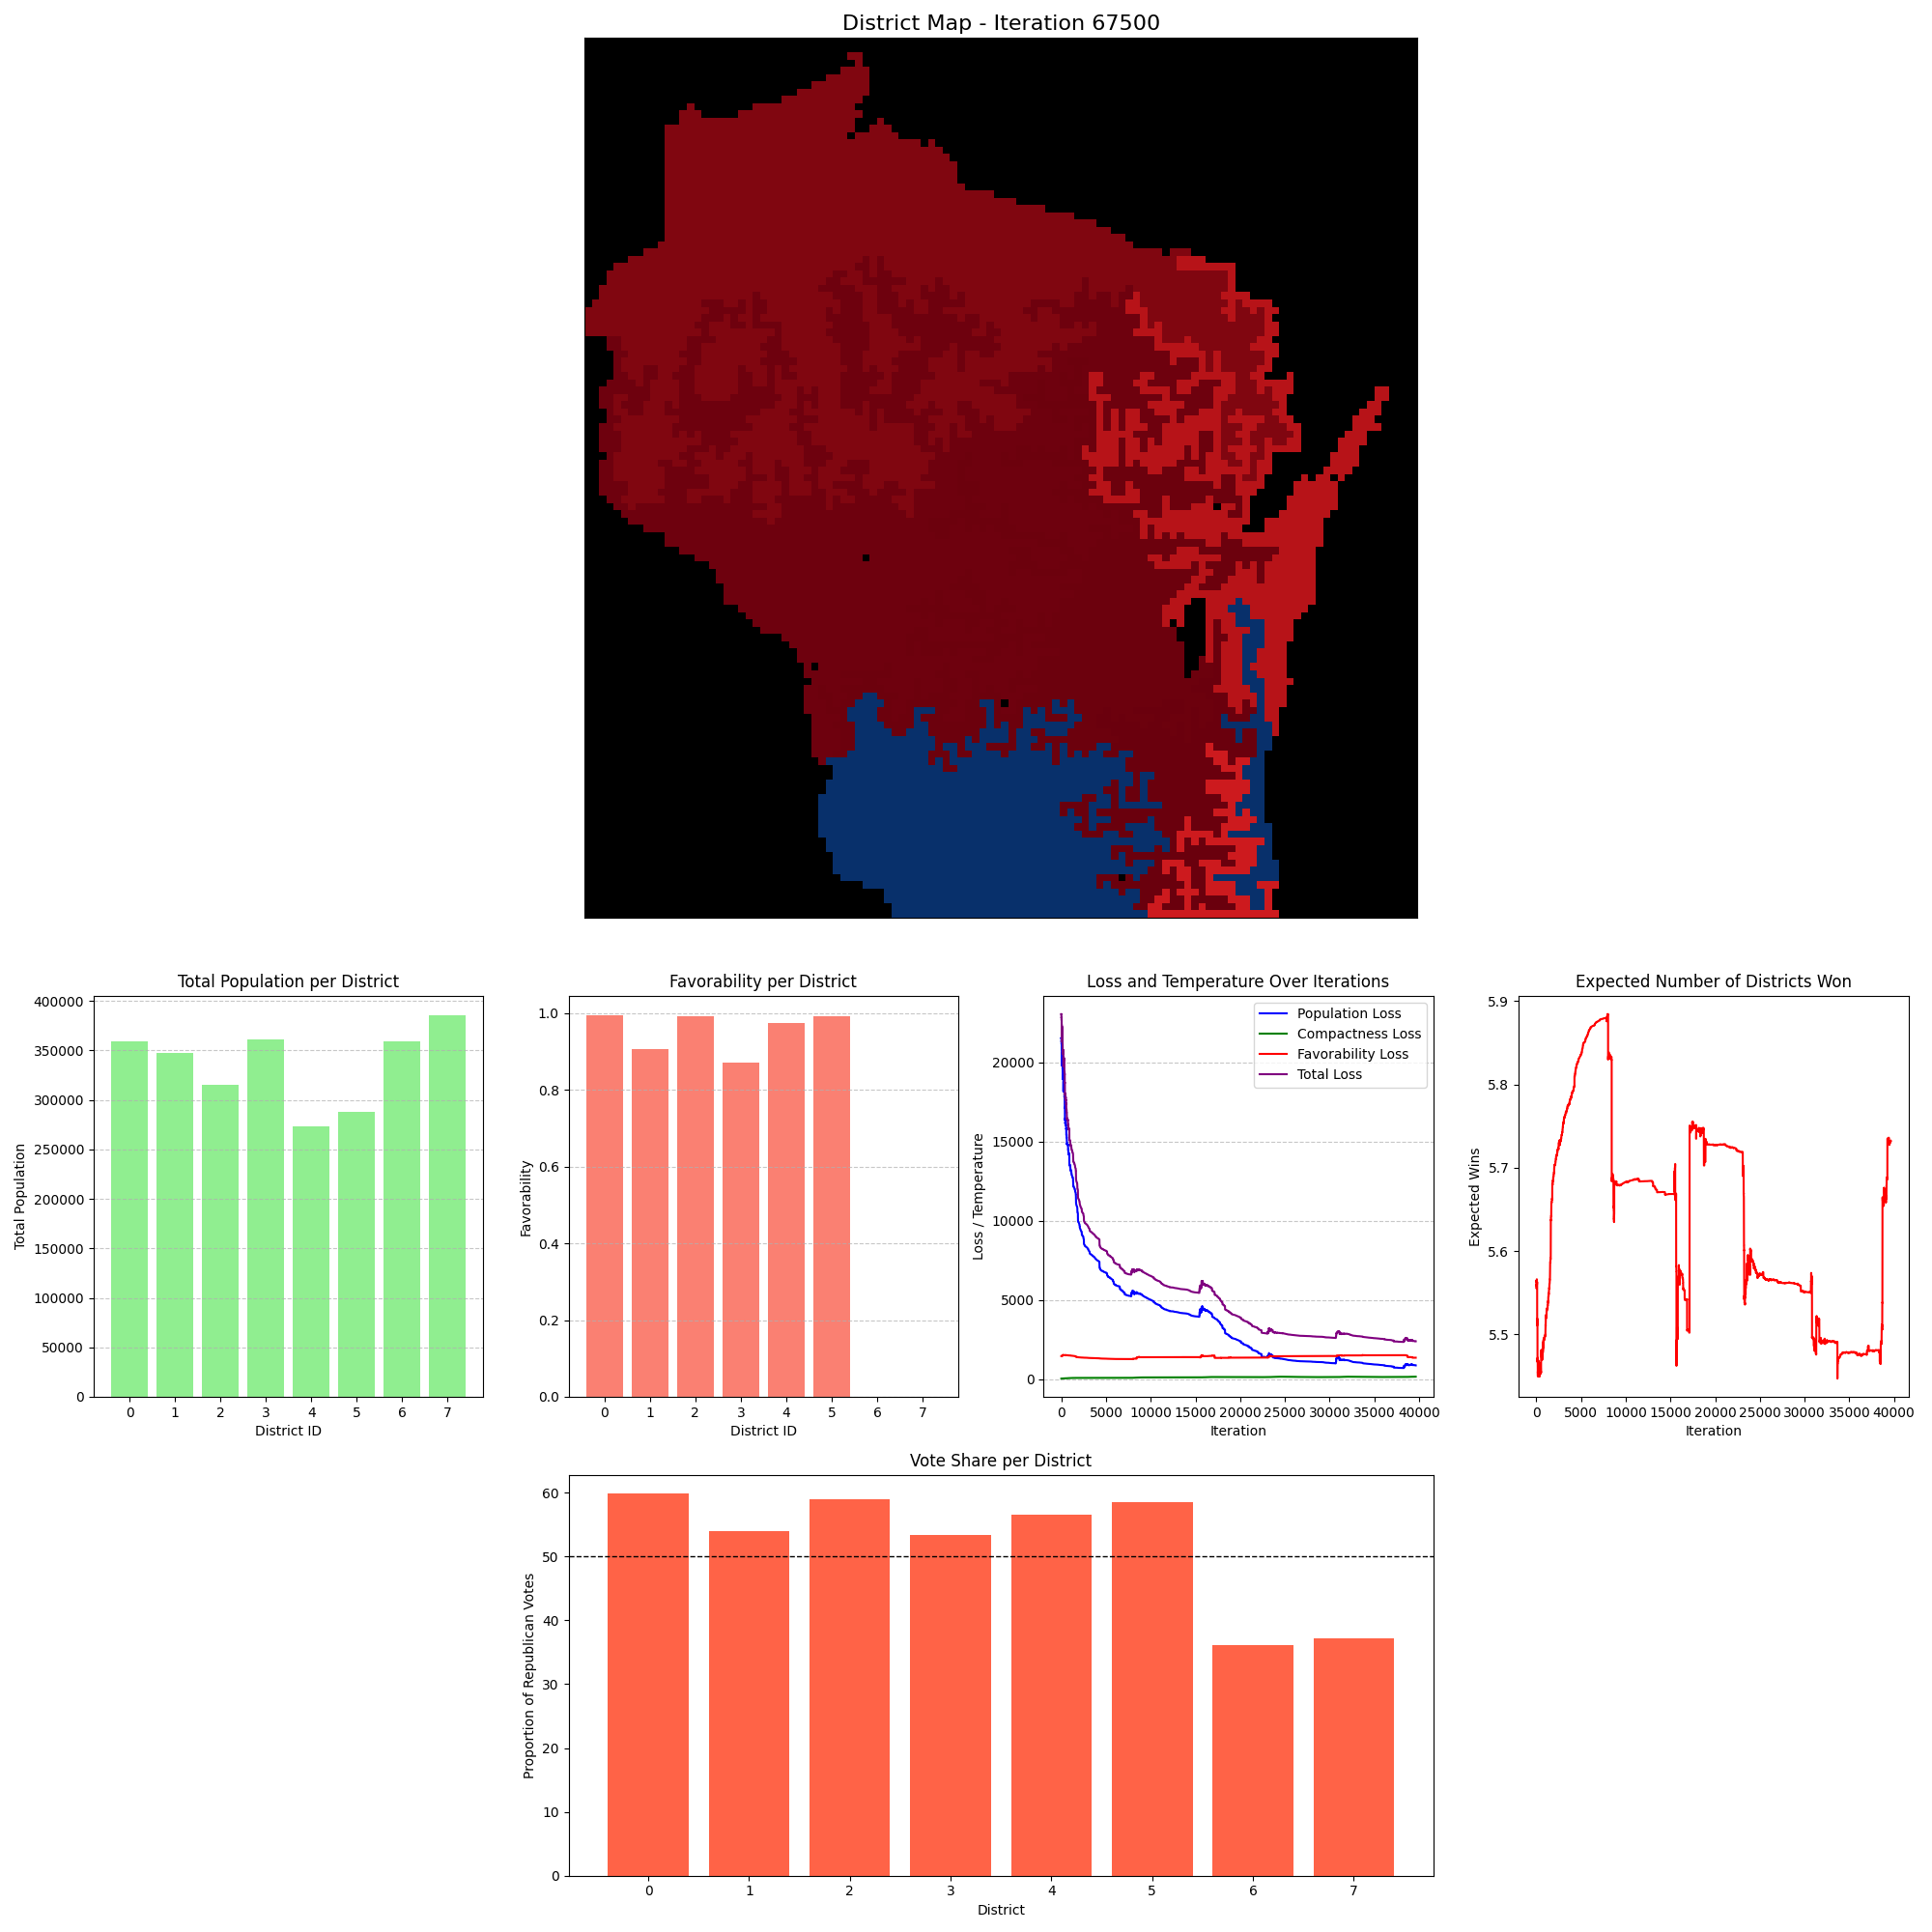 District Map - Iteration 67500
Total Population per District
Total Population
400000
350000
300000
250000
200000
150000
100000
50000
0
0 1 2 3 4 5 6 7
District ID
Favorability per District
Favorability
1.0
0.8
0.6
0.4
0.2
0.0
0 1 2 3 4 5 6 7
District ID
Loss and Temperature Over Iterations
Loss / Temperature
Population Loss
Compactness Loss
Favorability Loss
Total Loss
20000
15000
10000
5000
0
0 5000 10000 15000 20000 25000 30000 35000 40000
Iteration
Expected Number of Districts Won
Expected Wins
5.9
5.8
5.7
5.6
5.5
0 5000 10000 15000 20000 25000 30000 35000 40000
Iteration
Vote Share per District
Proportion of Republican Votes
60
50
40
30
20
10
0
0 1 2 3 4 5 6 7
District